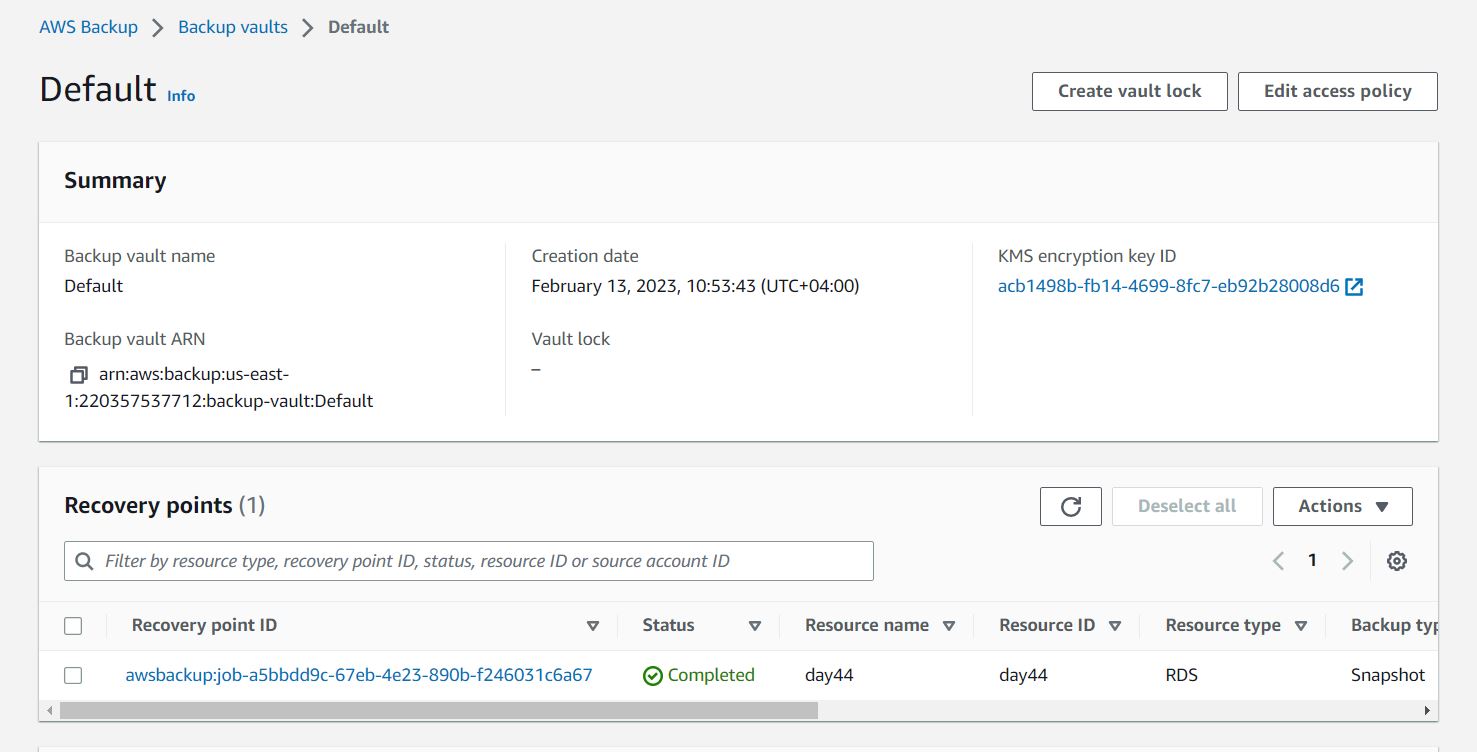 AWS Backup > Backup vaults > Default
Default Info
Create vault lock Edit access policy
Summary
Backup vault name
Default
Backup vault ARN
arn:aws:backup:us-east-
1:220357537712:backup-vault:Default
Creation date
February 13, 2023, 10:53:43 (UTC+04:00)
Vault lock
–
KMS encryption key ID
acb1498b-fb14-4699-8fc7-eb92b28008d6
Recovery points (1)
Deselect all Actions
Filter by resource type, recovery point ID, status, resource ID or source account ID
1
Recovery point ID Status Resource name Resource ID Resource type Backup typ
awsbackup:job-a5bbdd9c-67eb-4e23-890b-f246031c6a67 Completed day44 day44 RDS Snapshot